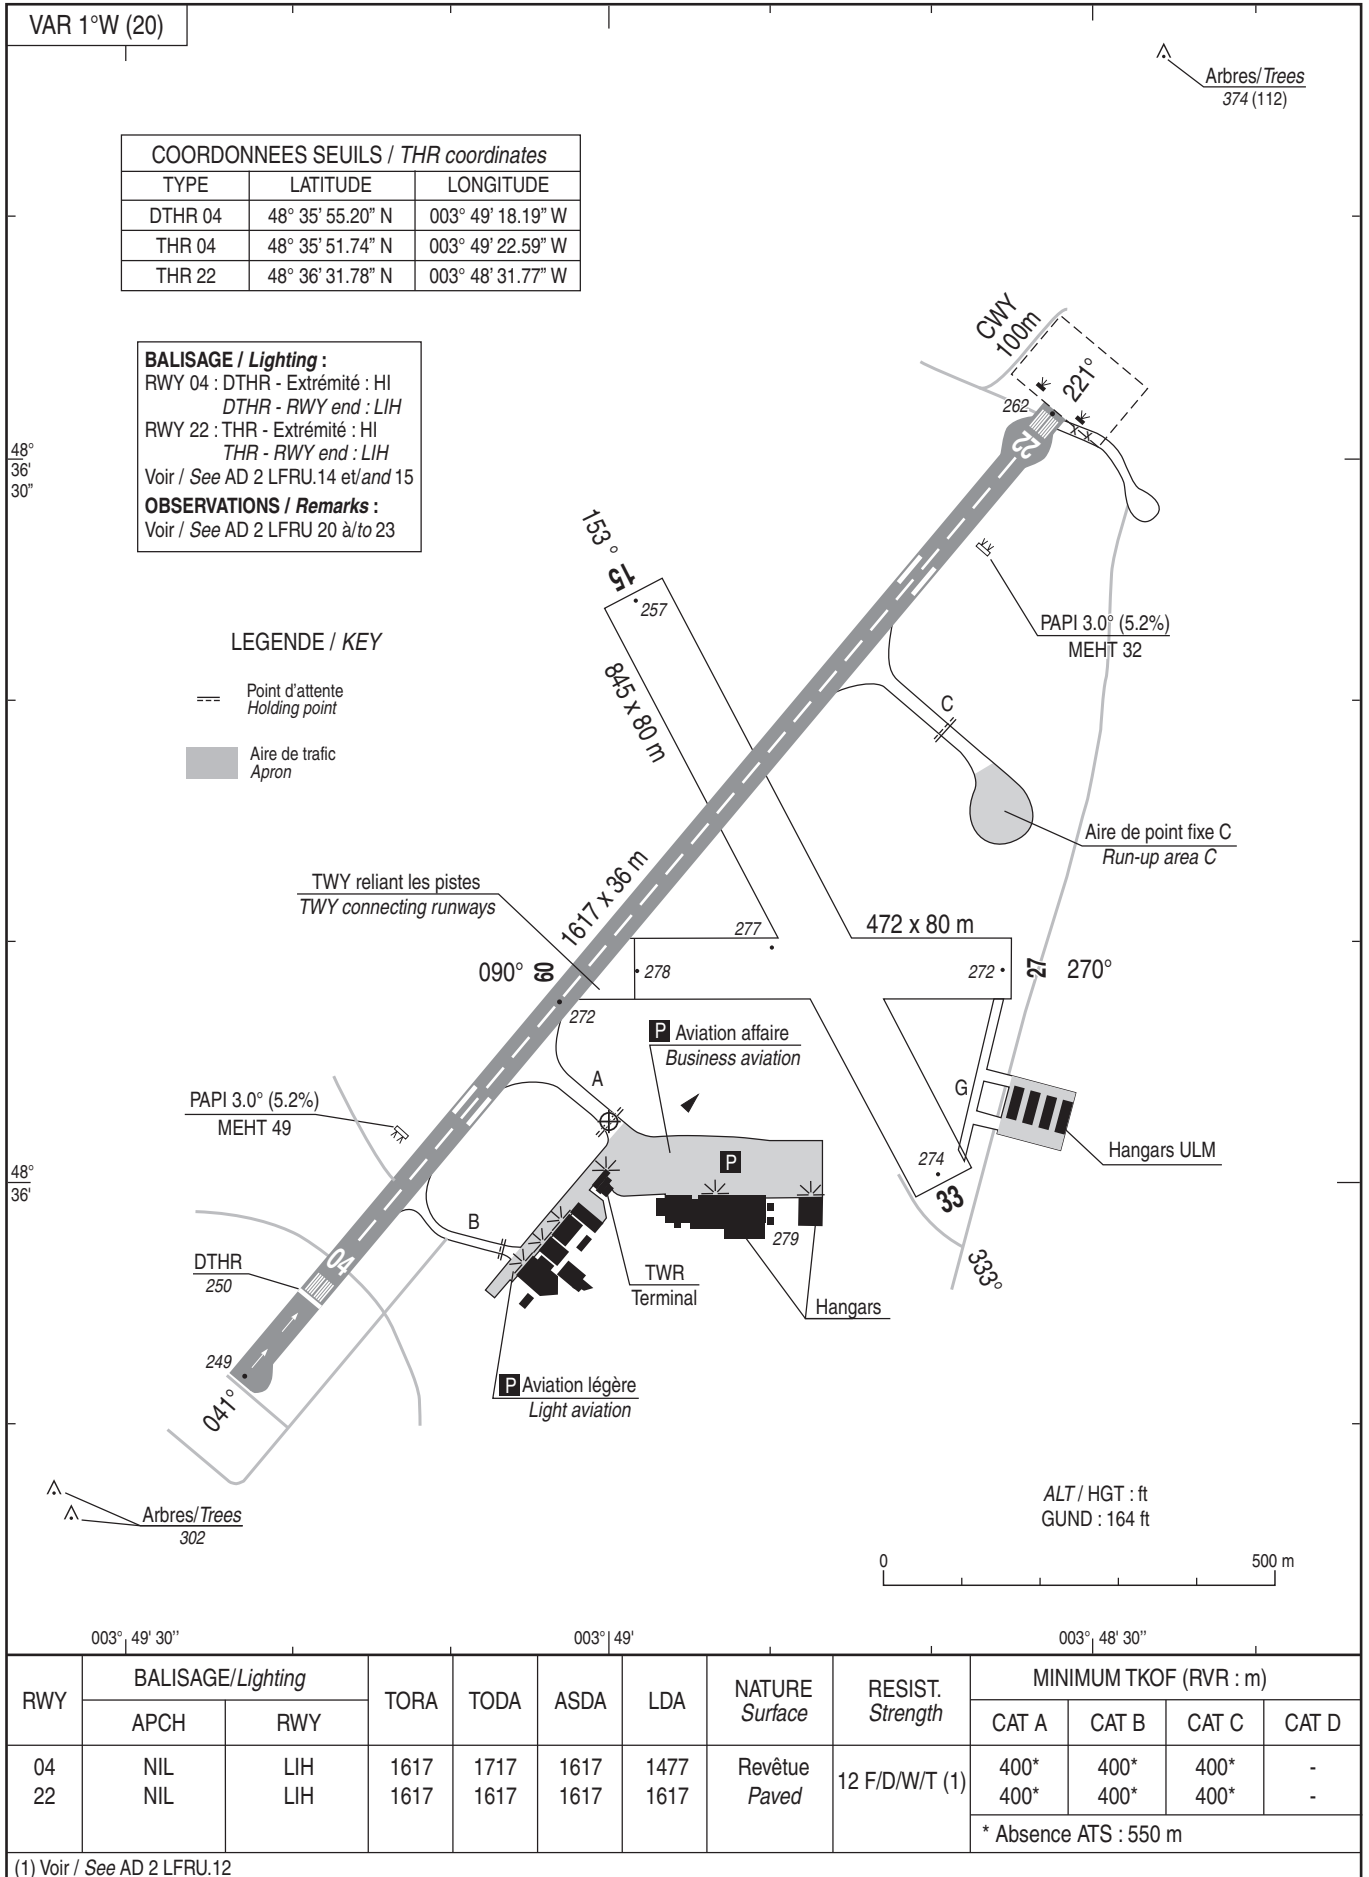 VAR 1°W (20)
Arbres/Trees
374 (112)
COORDONNEES SEUILS / THR coordinates
TYPE LATITUDE LONGITUDE
DTHR 04 48° 35’ 55.20” N 003° 49’ 18.19” W
THR 04 48° 35’ 51.74” N 003° 49’ 22.59” W
THR 22 48° 36’ 31.78” N 003° 48’ 31.77” W
BALISAGE / Lighting :
RWY 04 : DTHR - Extrémité : HI
DTHR - RWY end : LIH
RWY 22 : THR - Extrémité : HI
THR - RWY end : LIH
Voir / See AD 2 LFRU.14 et/and 15
OBSERVATIONS / Remarks :
Voir / See AD 2 LFRU 20 à/to 23
CWY
100m
221°
262
22
48°
36'
30”
153 °
15
257
PAPI 3.0° (5.2%)
MEHT 32
LEGENDE / KEY
Point d’attente
Holding point
Aire de trafic
Apron
845 x 80 m
C
Aire de point fixe C
Run-up area C
TWY reliant les pistes
TWY connecting runways
1617 x 36 m
277
472 x 80 m
090°
09
278
272
27
270°
272
P Aviation affaire
Business aviation
A
G
PAPI 3.0° (5.2%)
MEHT 49
Hangars ULM
P
274
33
48°
36'
B
279
333°
DTHR
250
04
TWR
Terminal
Hangars
249
041°
P Aviation légère
Light aviation
Arbres/Trees
302
ALT / HGT : ft
GUND : 164 ft
0 500 m
003° 49' 30” 003° 49' 003° 48' 30”
RWY BALISAGE/Lighting TORA TODA ASDA LDA NATURE RESIST. MINIMUM TKOF (RVR : m)
Surface Strength
APCH RWY CAT A CAT B CAT C CAT D
04 NIL LIH 1617 1717 1617 1477 Revêtue 12 F/D/W/T (1) 400* 400* 400* -
22 NIL LIH 1617 1617 1617 1617 Paved 400* 400* 400* -
* Absence ATS : 550 m
(1) Voir / See AD 2 LFRU.12